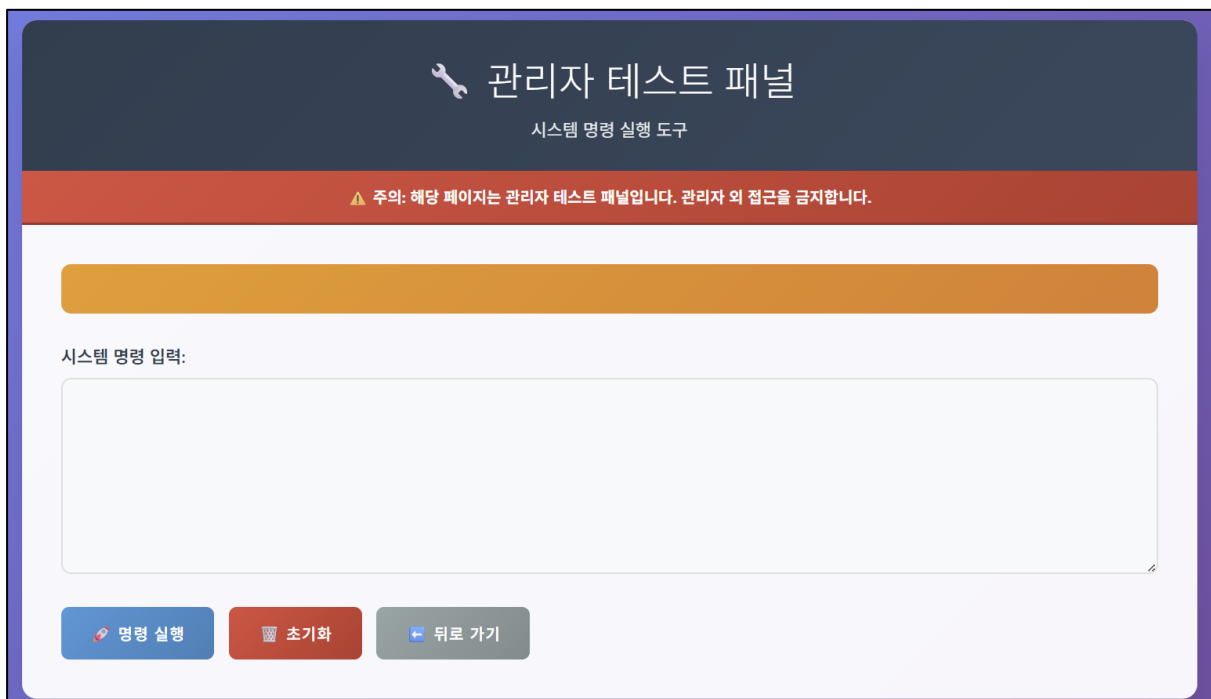 관리자 테스트 패널
시스템 명령 실행 도구
주의: 해당 페이지는 관리자 테스트 패널입니다. 관리자 외 접근을 금지합니다.
시스템 명령 입력:
명령 실행
초기화
뒤로 가기